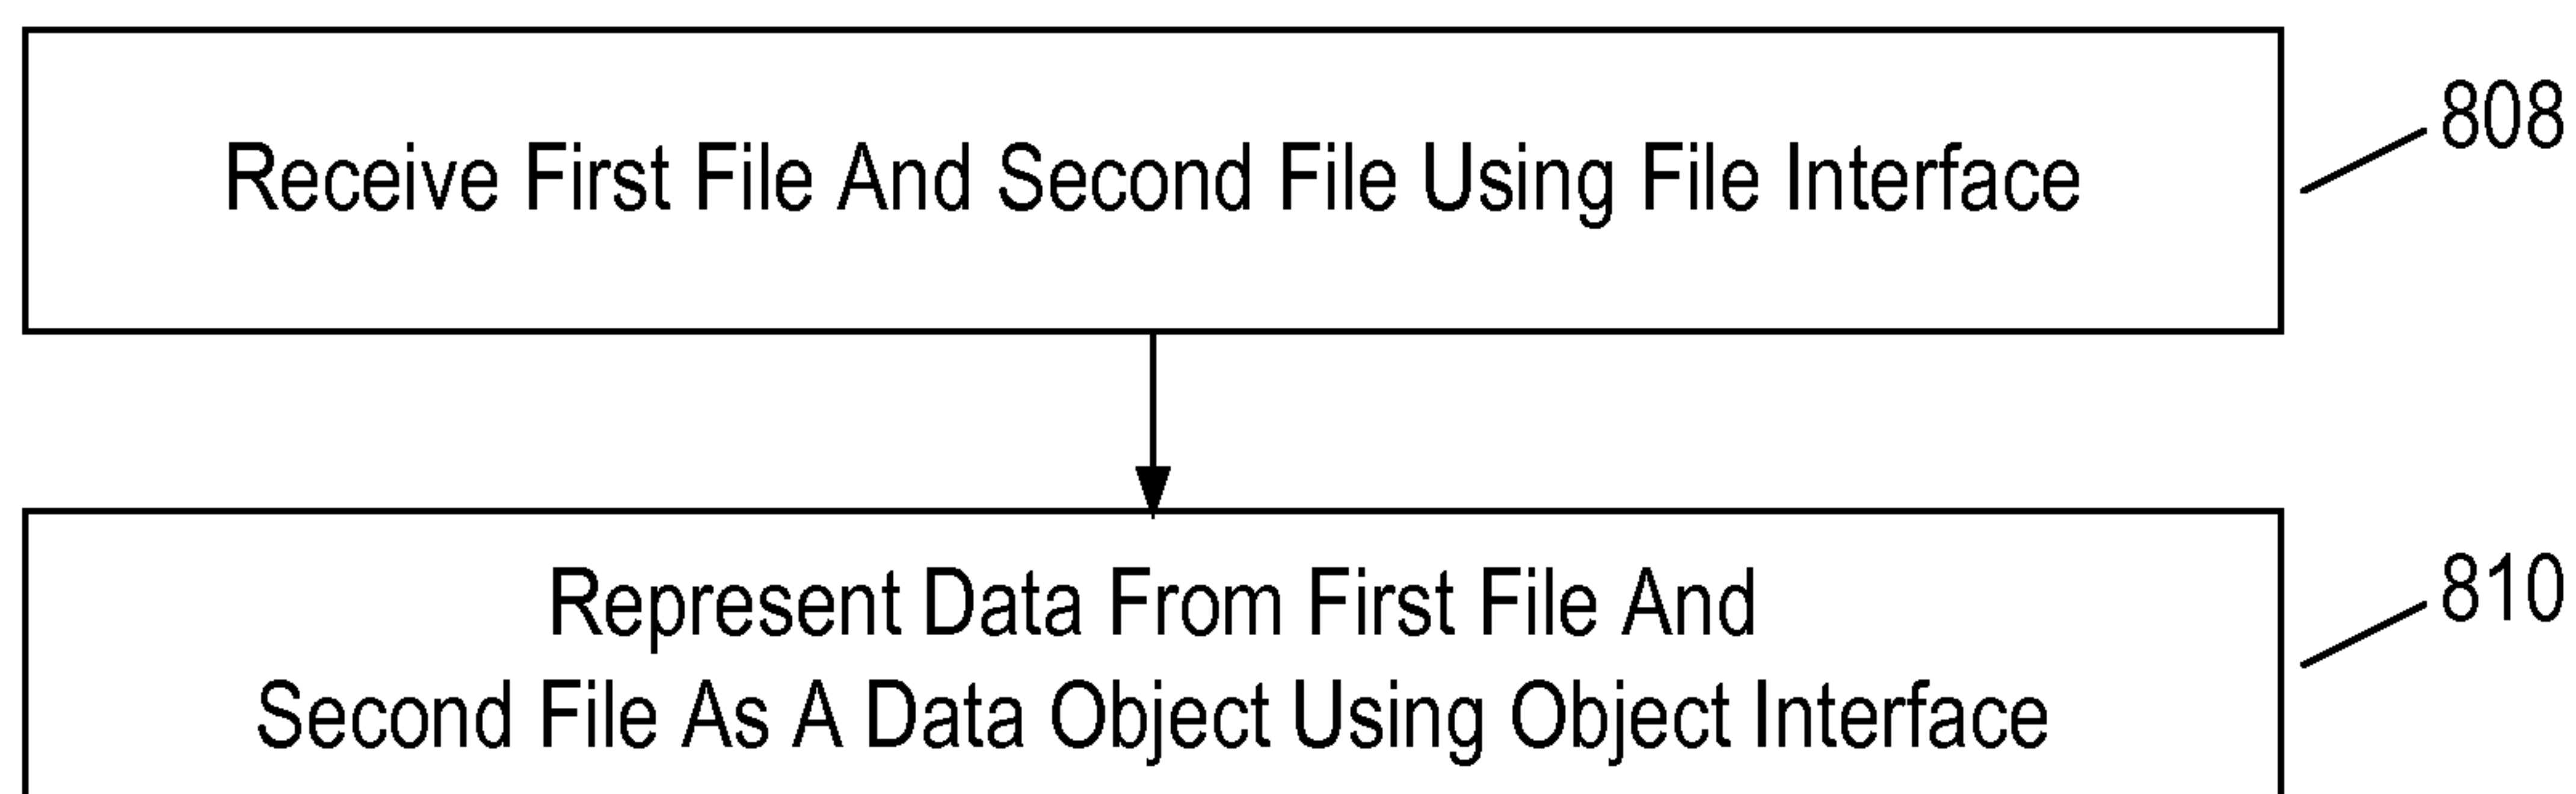 Receive First File And Second File Using File Interface
808
Represent Data From First File And
Second File As A Data Object Using Object Interface
810